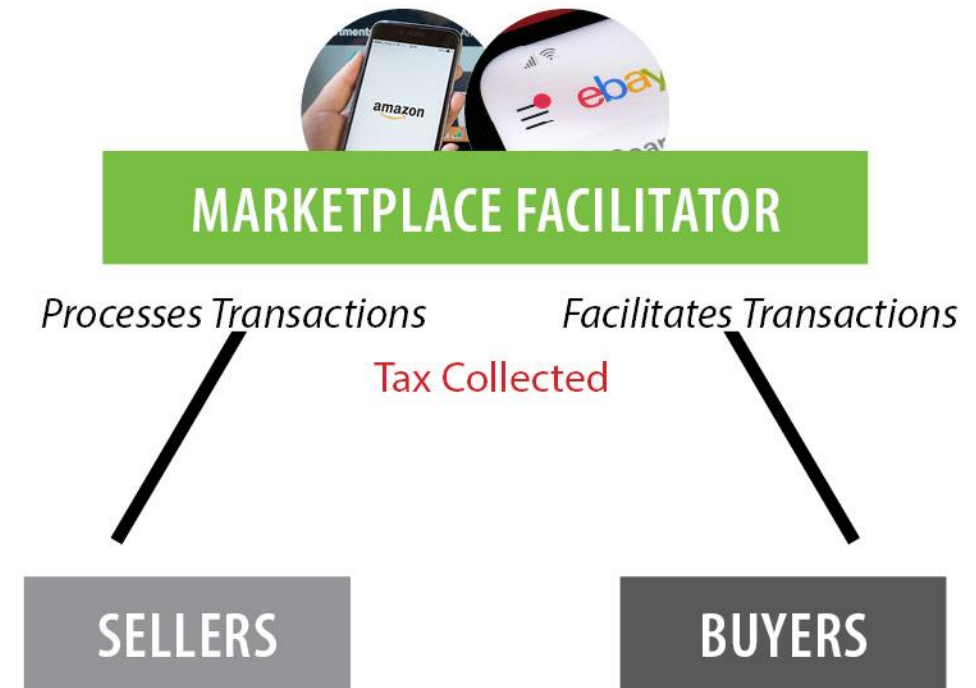 amazon
ebay
MARKETPLACE FACILITATOR
Processes Transactions
Facilitates Transactions
Tax Collected
SELLERS
BUYERS